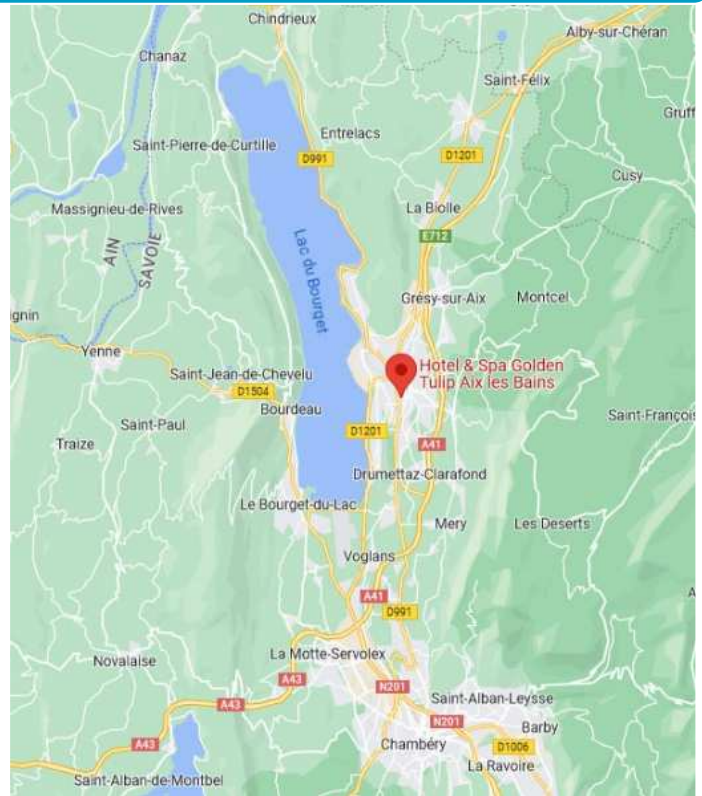 Chindrieux
Alby-sur-Chéran
Chanaz
Saint-Félix
Entrelacs
Saint-Pierre-de-Curtille
D991
D1201
Cusy
La Biolle
Massignieu-de-Rives
E712
AIN
SAVOIE
Lac du Bourget
Grésy-sur-Aix
Montcel
gnin
Yenne
Hotel & Spa Golden
Tulip Aix les Bains
Saint-Jean-de-Chevelu
D1504
Bourdeau
Saint-Paul
Saint-François
Traize
D1201
A41
Drumettaz-Clarafond
Le Bourget-du-Lac
Mery
Les Deserts
Voglans
A41
D991
Novalaise
La Motte-Servolex
A43
N201
Saint-Alban-Leysse
A43
N201
Barby
A43
Chambéry
D1006
La Ravoire
Saint-Alban-de-Montbel